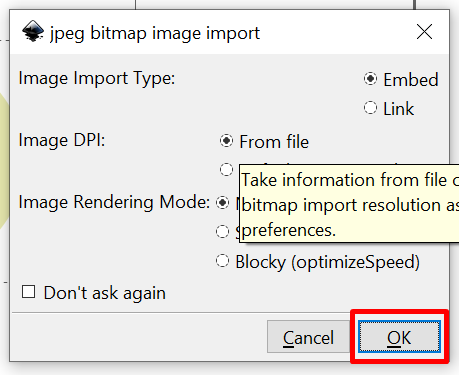 jpeg bitmap image import
Image Import Type:
Embed
Link
Image DPI:
From file
Take information from file
bitmap import resolution as
preferences.
Image Rendering Mode:
Blocky (optimizeSpeed)
Don't ask again
Cancel
OK